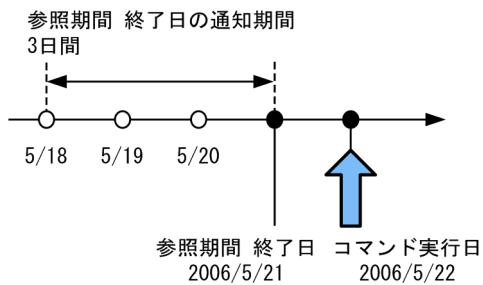 参照期間 終了日の通知期間
3日間
5/18 5/19 5/20
参照期間 終了日 コマンド実行日
2006/5/21 2006/5/22